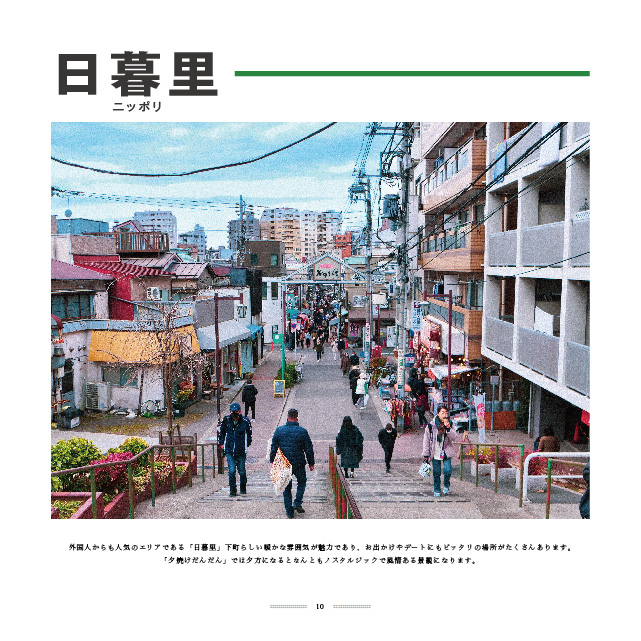 日暮里
ニッポリ
外国人からも人気のエリアである「日暮里」下町らしい暖かな雰囲気が魅力であり、お出かけやデートにもピッタリの場所がたくさんあります。
「夕焼けだんだん」では夕方になるとなんともノスタルジックで風情ある景観になります。
10